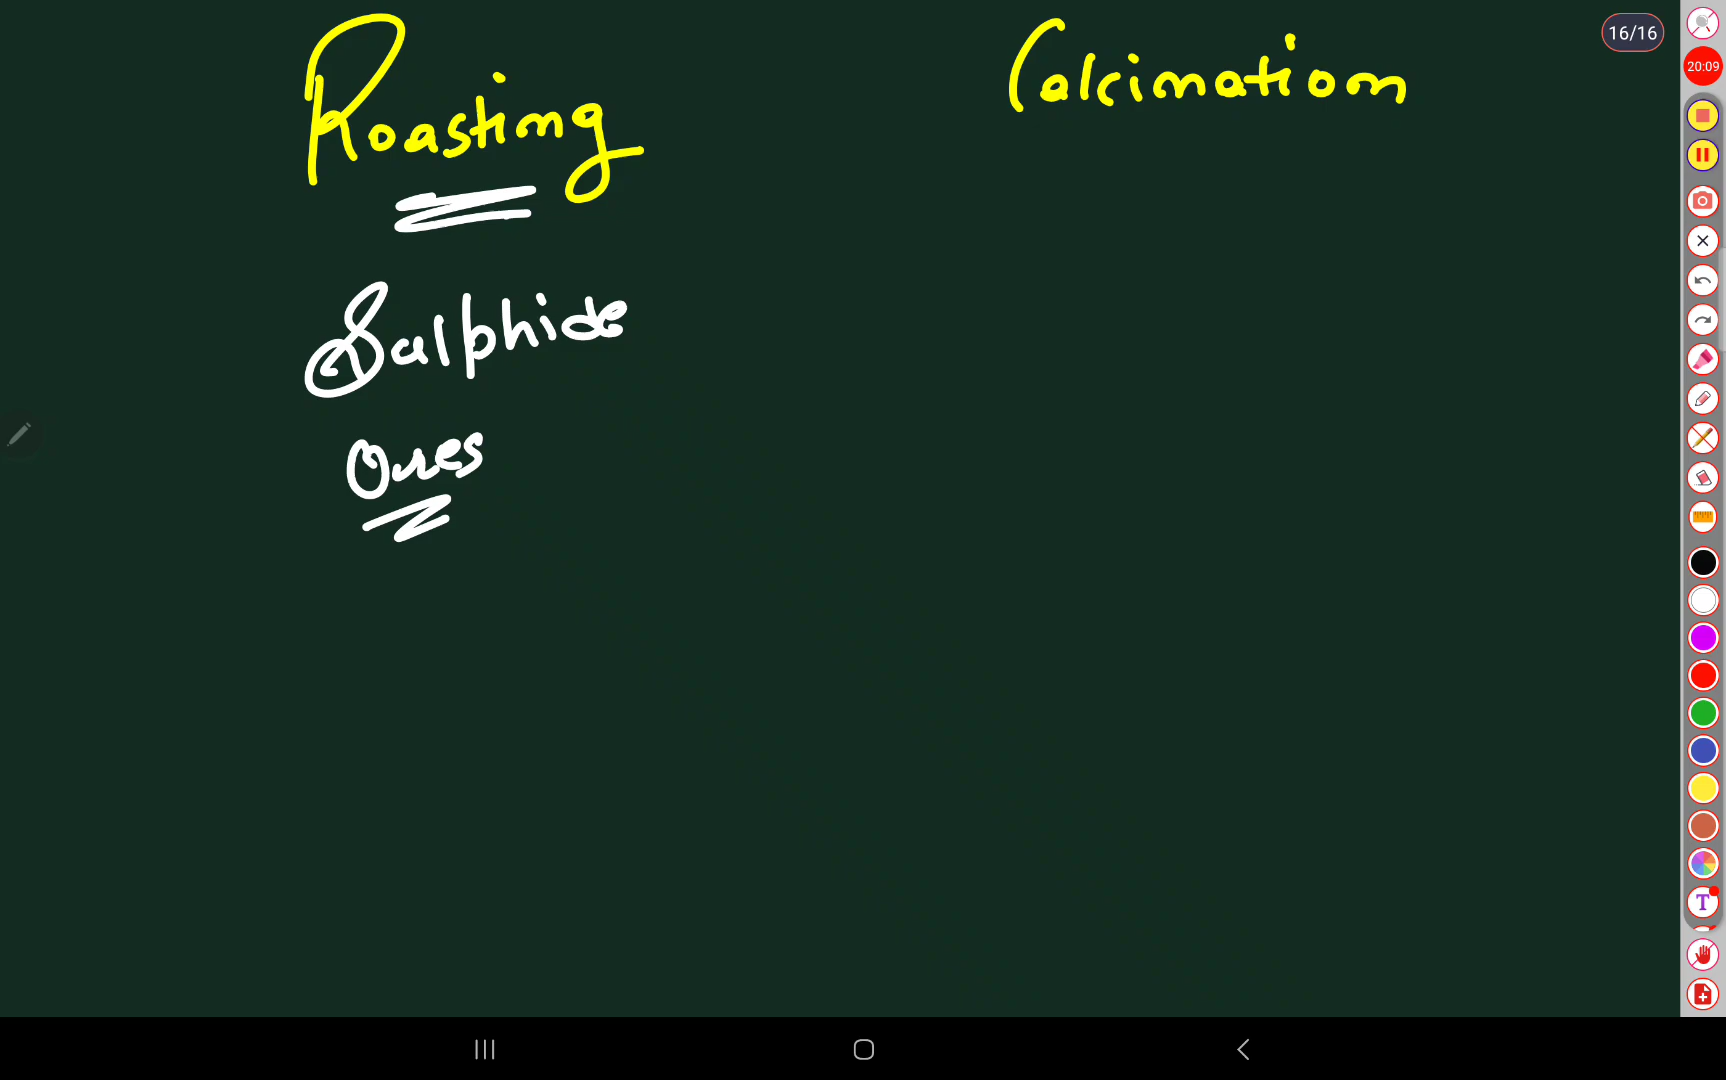 Roasting
Calcination
16/16
20:09
Sulphide
Ores
T